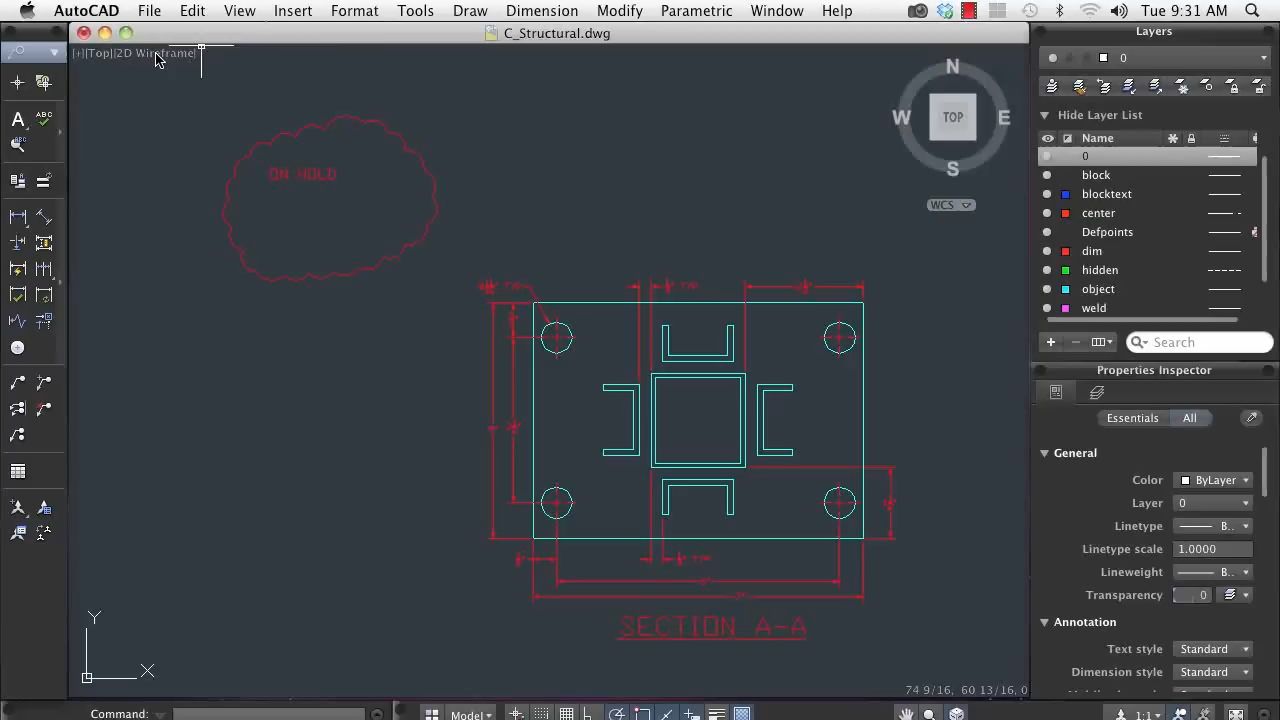 AutoCAD File Edit View Insert Format Tools Draw Dimension Modify Parametric Window Help Tue 9:31 AM
C_Structural.dwg
[+][Top][2D Wireframe]
ON HOLD
N
W TOP E
S
WCS
TYP
TYP
TYP
SECTION A-A
Y
X
74 9/16, 60 13/16, 0
Command:
Model
1:1
Layers
0
Hide Layer List
Name
0
block
blocktext
center
Defpoints
dim
hidden
object
weld
Search
Properties Inspector
Essentials All
General
Color ByLayer
Layer 0
Linetype B..
Linetype scale 1.0000
Lineweight B..
Transparency 0
Annotation
Text style Standard
Dimension style Standard